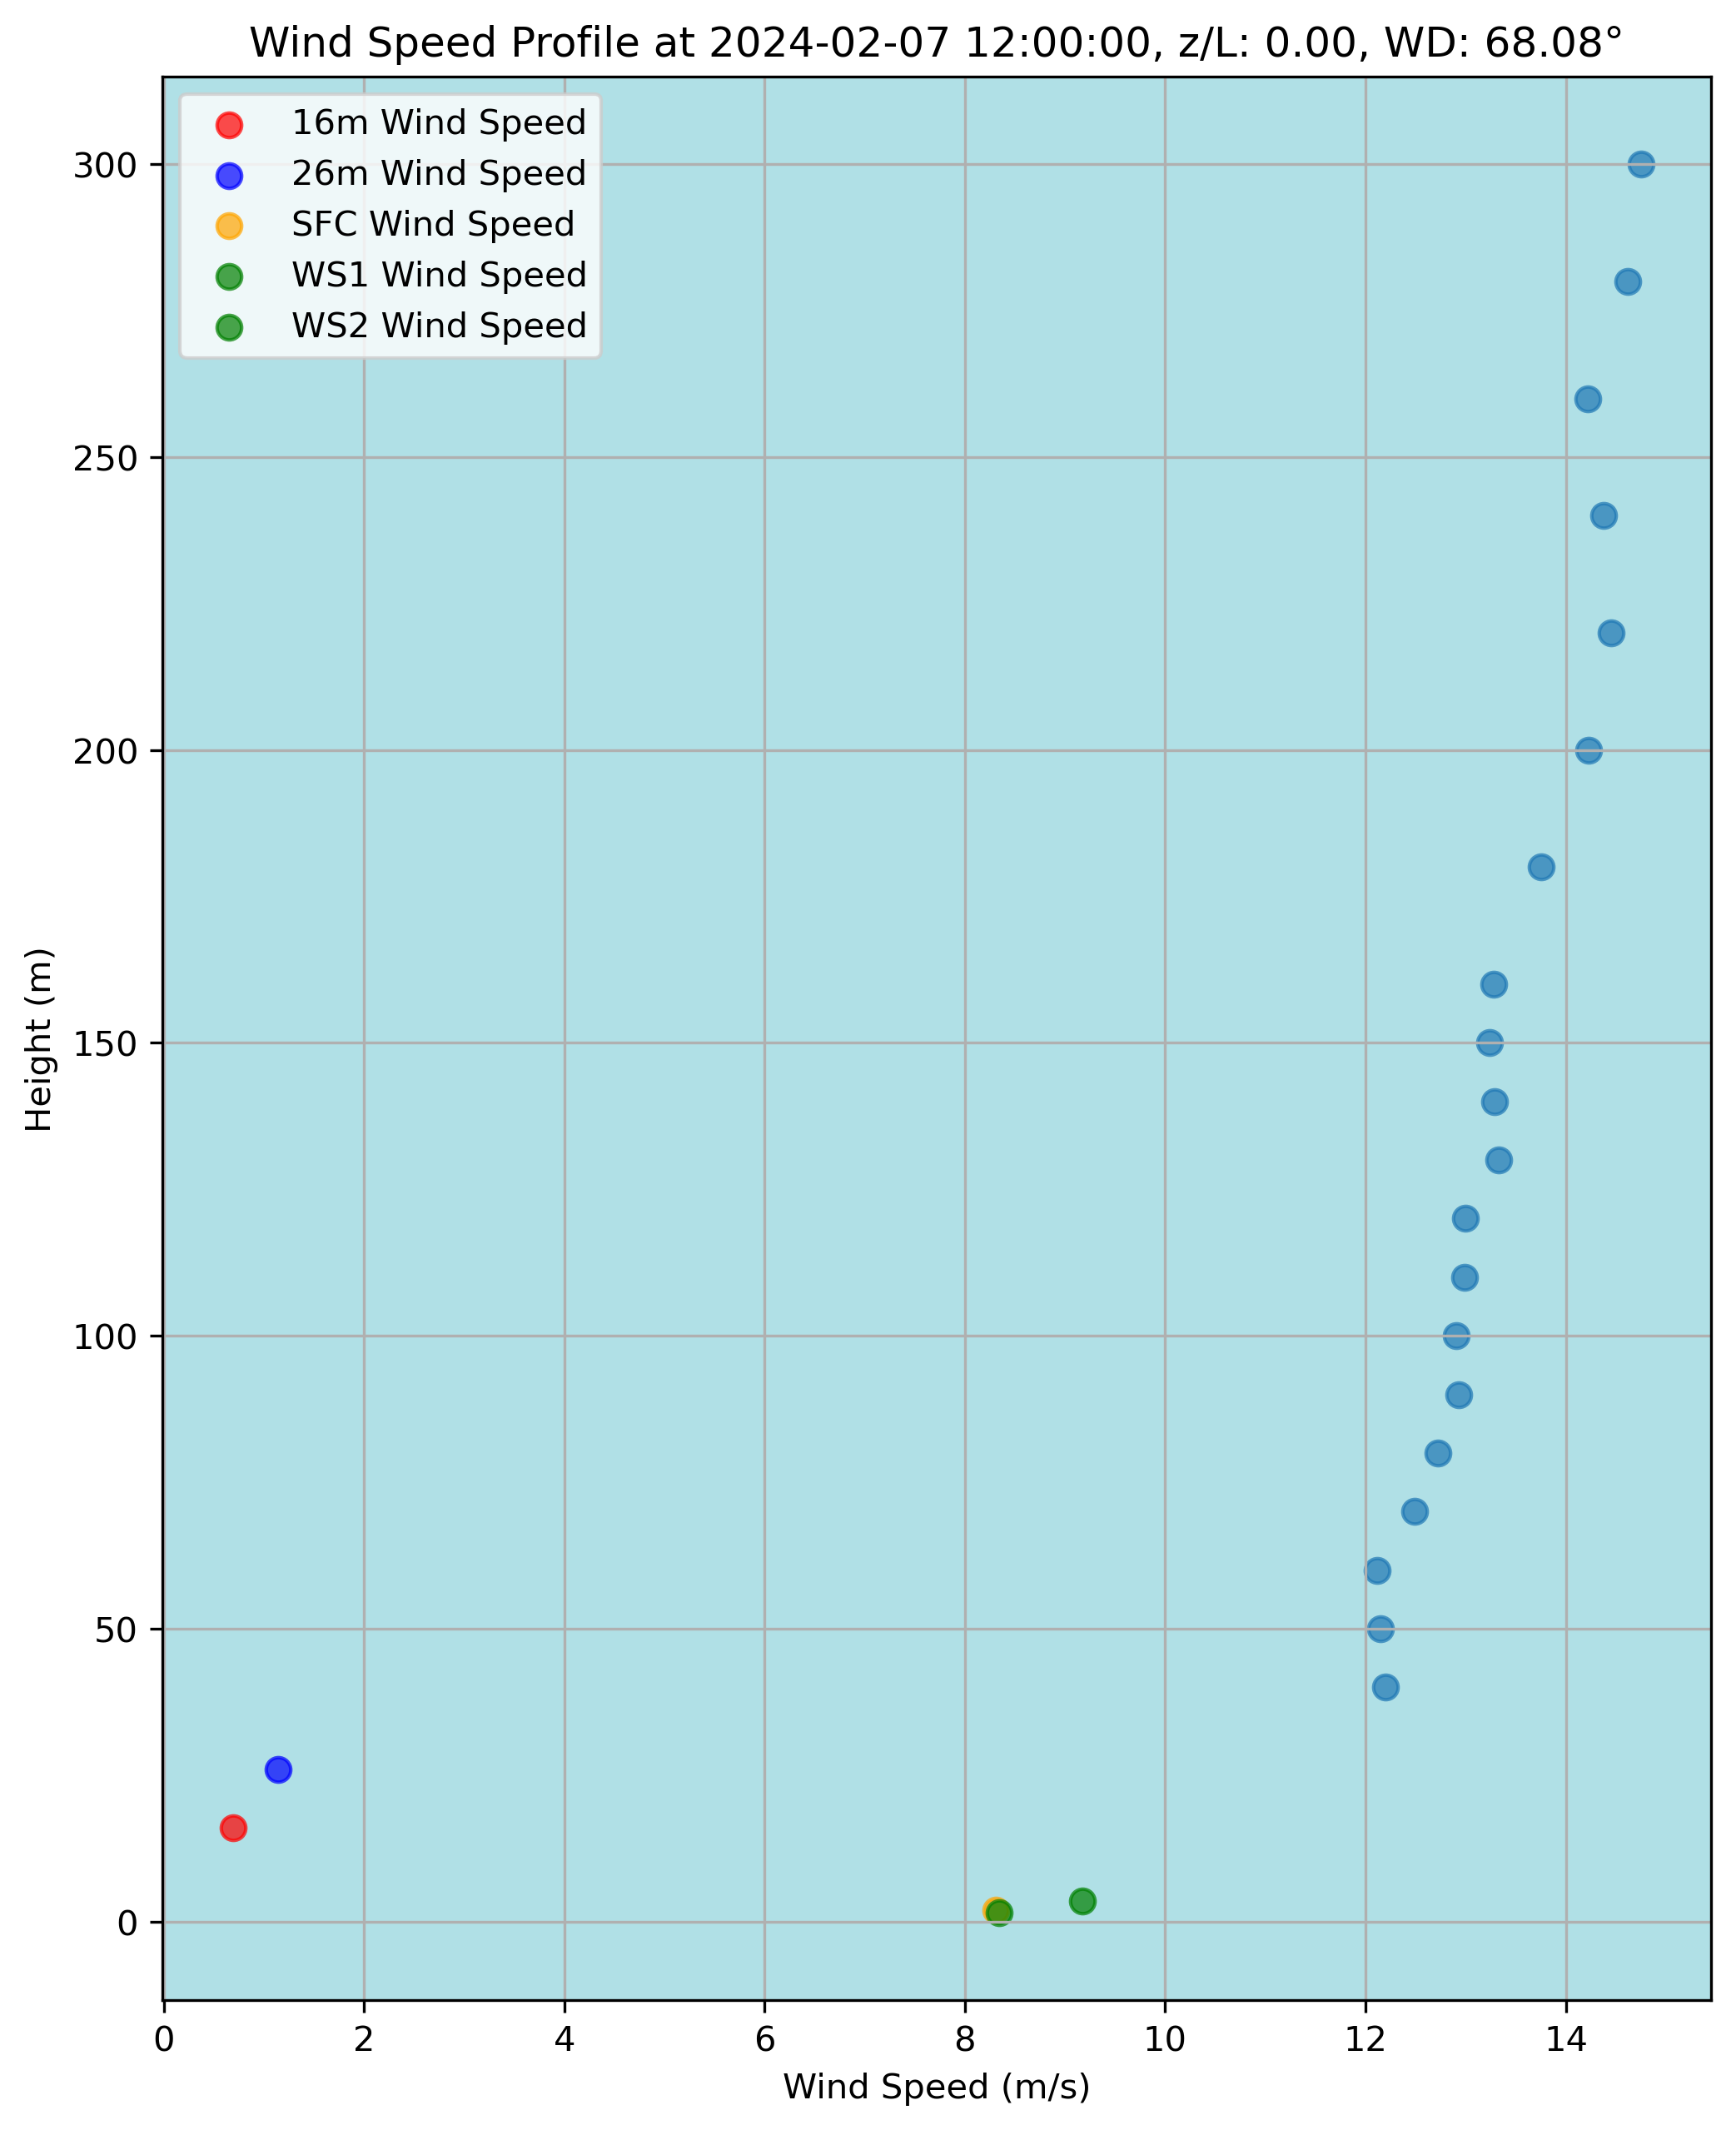 Wind Speed Profile at 2024-02-07 12:00:00, z/L: 0.00, WD: 68.08°
16m Wind Speed
26m Wind Speed
SFC Wind Speed
WS1 Wind Speed
WS2 Wind Speed
300
250
200
150
100
50
0
Height (m)
0 2 4 6 8 10 12 14
Wind Speed (m/s)